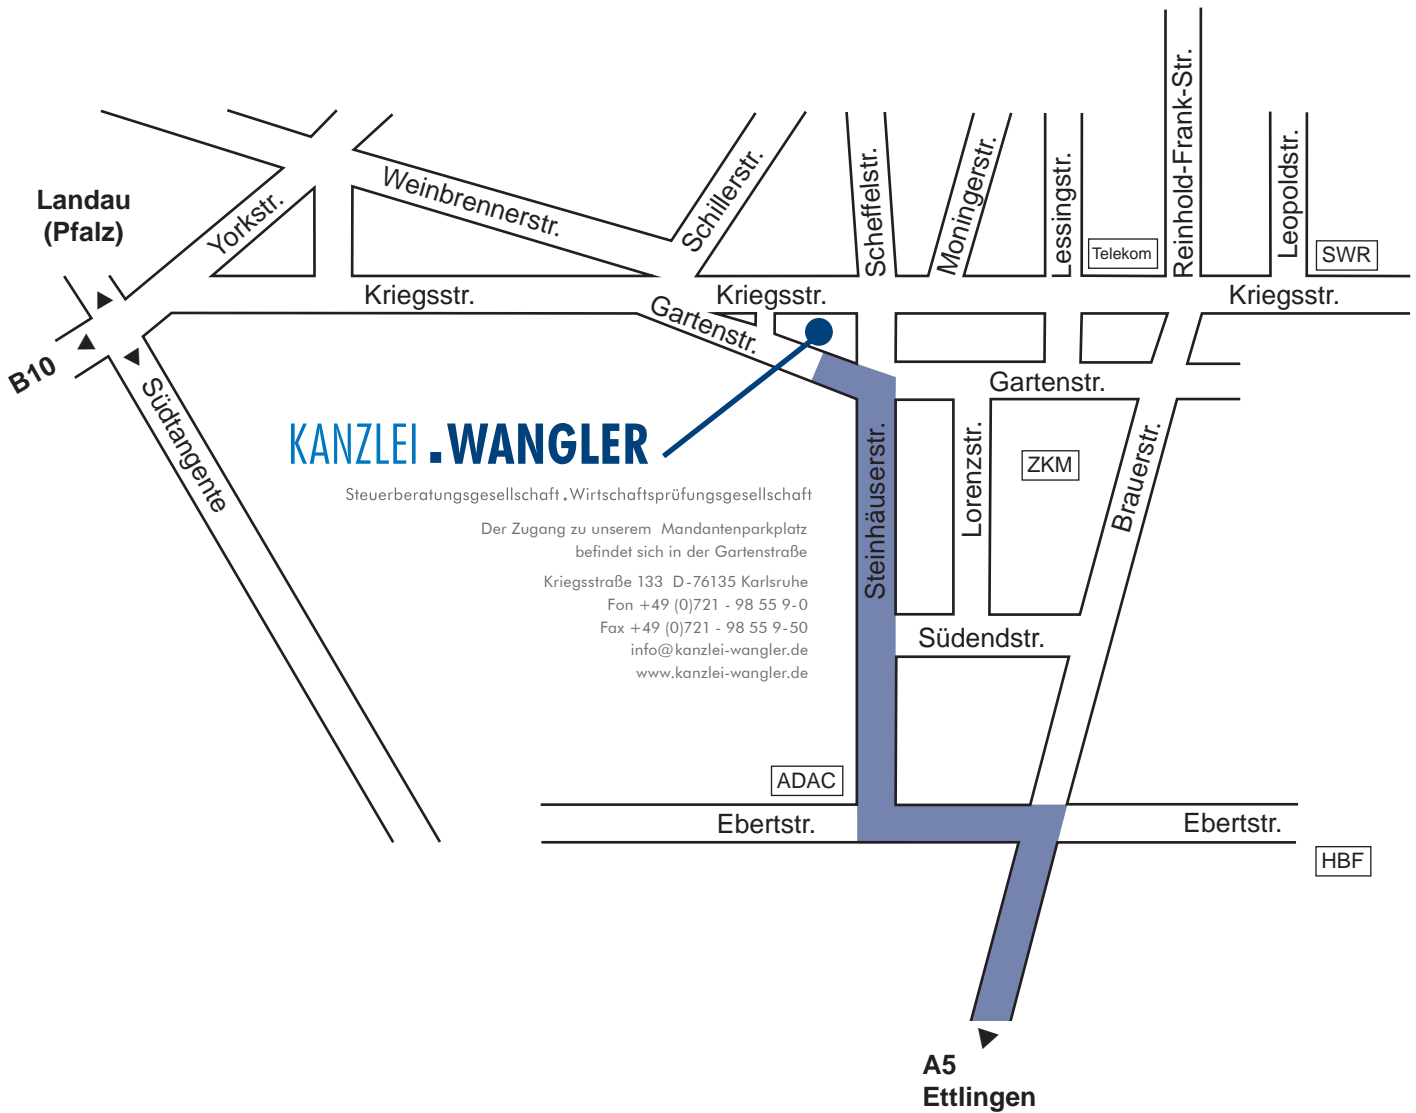 Landau
(Pfalz)
B10
Yorkstr.
Weinbrennerstr.
Schillerstr.
Scheffelstr.
Moningerstr.
Lessingstr.
Telekom
Reinhold-Frank-Str.
Leopoldstr.
SWR
Kriegsstr.
Kriegsstr.
Kriegsstr.
Gartenstr.
Gartenstr.
Südtangente
KANZLEI.WANGLER
Steuerberatungsgesellschaft.Wirtschaftsprüfungsgesellschaft
Der Zugang zu unserem Mandantenparkplatz
befindet sich in der Gartenstraße
Kriegsstraße 133 D-76135 Karlsruhe
Fon +49 (0)721 - 98 55 9-0
Fax +49 (0)721 - 98 55 9-50
info@kanzlei-wangler.de
www.kanzlei-wangler.de
Steinhäuserstr.
Lorenzstr.
ZKM
Brauerstr.
Südendstr.
ADAC
Ebertstr.
Ebertstr.
HBF
A5
Ettlingen